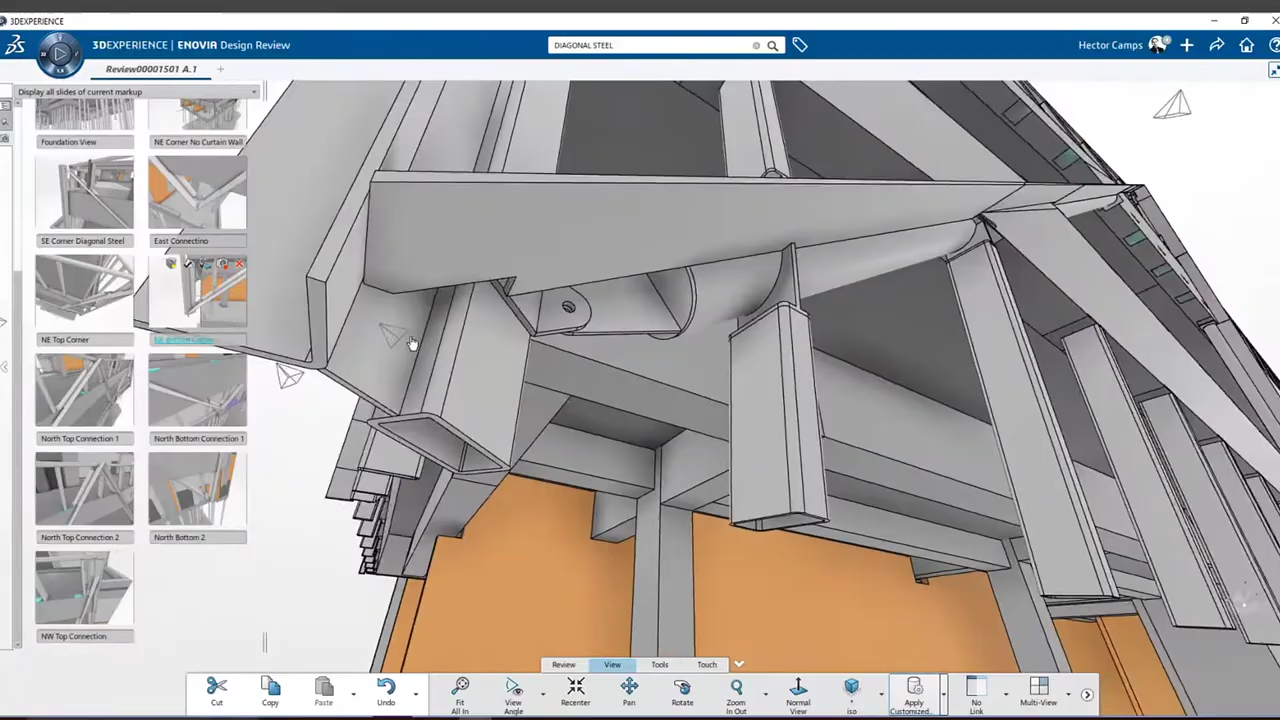 3DEXPERIENCE
3DEXPERIENCE | ENOVIA Design Review
DIAGONAL STEEL
Hector Camps
Review00001501 A.1
Display all slides of current markup
Foundation View
NE Corner No Curtain Wall
SE Corner Diagonal Steel
East Connectino
NE Top Corner
NE Bottom Corner
North Top Connection 1
North Bottom Connection 1
North Top Connection 2
North Bottom 2
NW Top Connection
Review View Tools Touch
Cut
Copy
Paste
Undo
Fit All In
View Angle
Recenter
Pan
Rotate
Zoom In Out
Normal View
iso
Apply Customized...
No Link
Multi-View